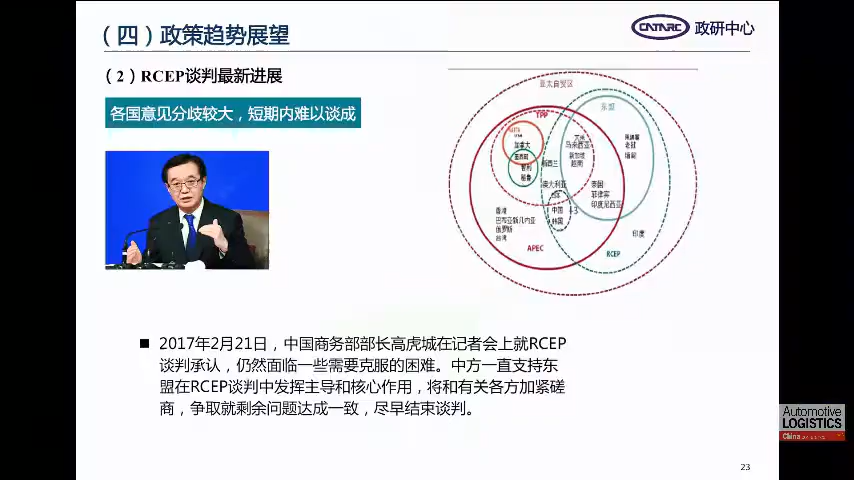 （四）政策趋势展望
CATARC 政研中心
（2）RCEP谈判最新进展
各国意见分歧较大，短期内难以谈成
亚太自贸区
东盟
TPP
加拿大
墨西哥
智利
秘鲁
新西兰
文莱
马来西亚
新加坡
越南
柬埔寨
老挝
缅甸
澳大利亚
日本
中国
韩国
泰国
菲律宾
印度尼西亚
香港
巴布亚新几内亚
俄罗斯
台湾
印度
APEC
RCEP
■ 2017年2月21日，中国商务部部长高虎城在记者会上就RCEP
谈判承认，仍然面临一些需要克服的困难。中方一直支持东
盟在RCEP谈判中发挥主导和核心作用，将和有关各方加紧磋
商，争取就剩余问题达成一致，尽早结束谈判。
Automotive
LOGISTICS
China
23